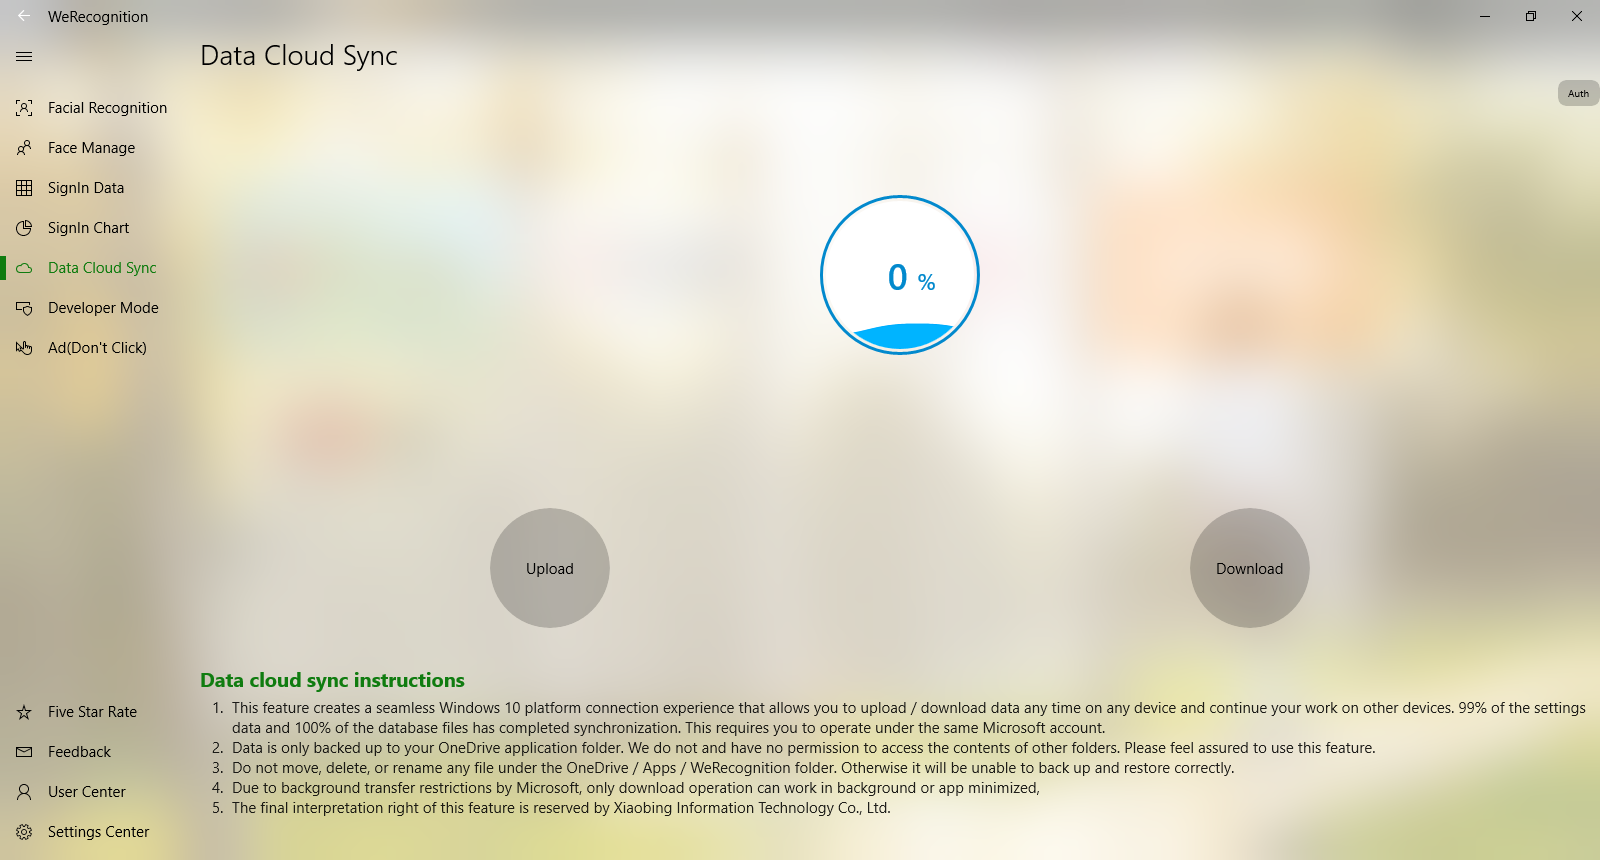 WeRecognition
Data Cloud Sync
Auth
Facial Recognition
Face Manage
SignIn Data
SignIn Chart
Data Cloud Sync
Developer Mode
Ad(Don't Click)
0 %
Upload
Download
Data cloud sync instructions
1. This feature creates a seamless Windows 10 platform connection experience that allows you to upload / download data any time on any device and continue your work on other devices. 99% of the settings
data and 100% of the database files has completed synchronization. This requires you to operate under the same Microsoft account.
2. Data is only backed up to your OneDrive application folder. We do not and have no permission to access the contents of other folders. Please feel assured to use this feature.
3. Do not move, delete, or rename any file under the OneDrive / Apps / WeRecognition folder. Otherwise it will be unable to back up and restore correctly.
4. Due to background transfer restrictions by Microsoft, only download operation can work in background or app minimized,
5. The final interpretation right of this feature is reserved by Xiaobing Information Technology Co., Ltd.
Five Star Rate
Feedback
User Center
Settings Center